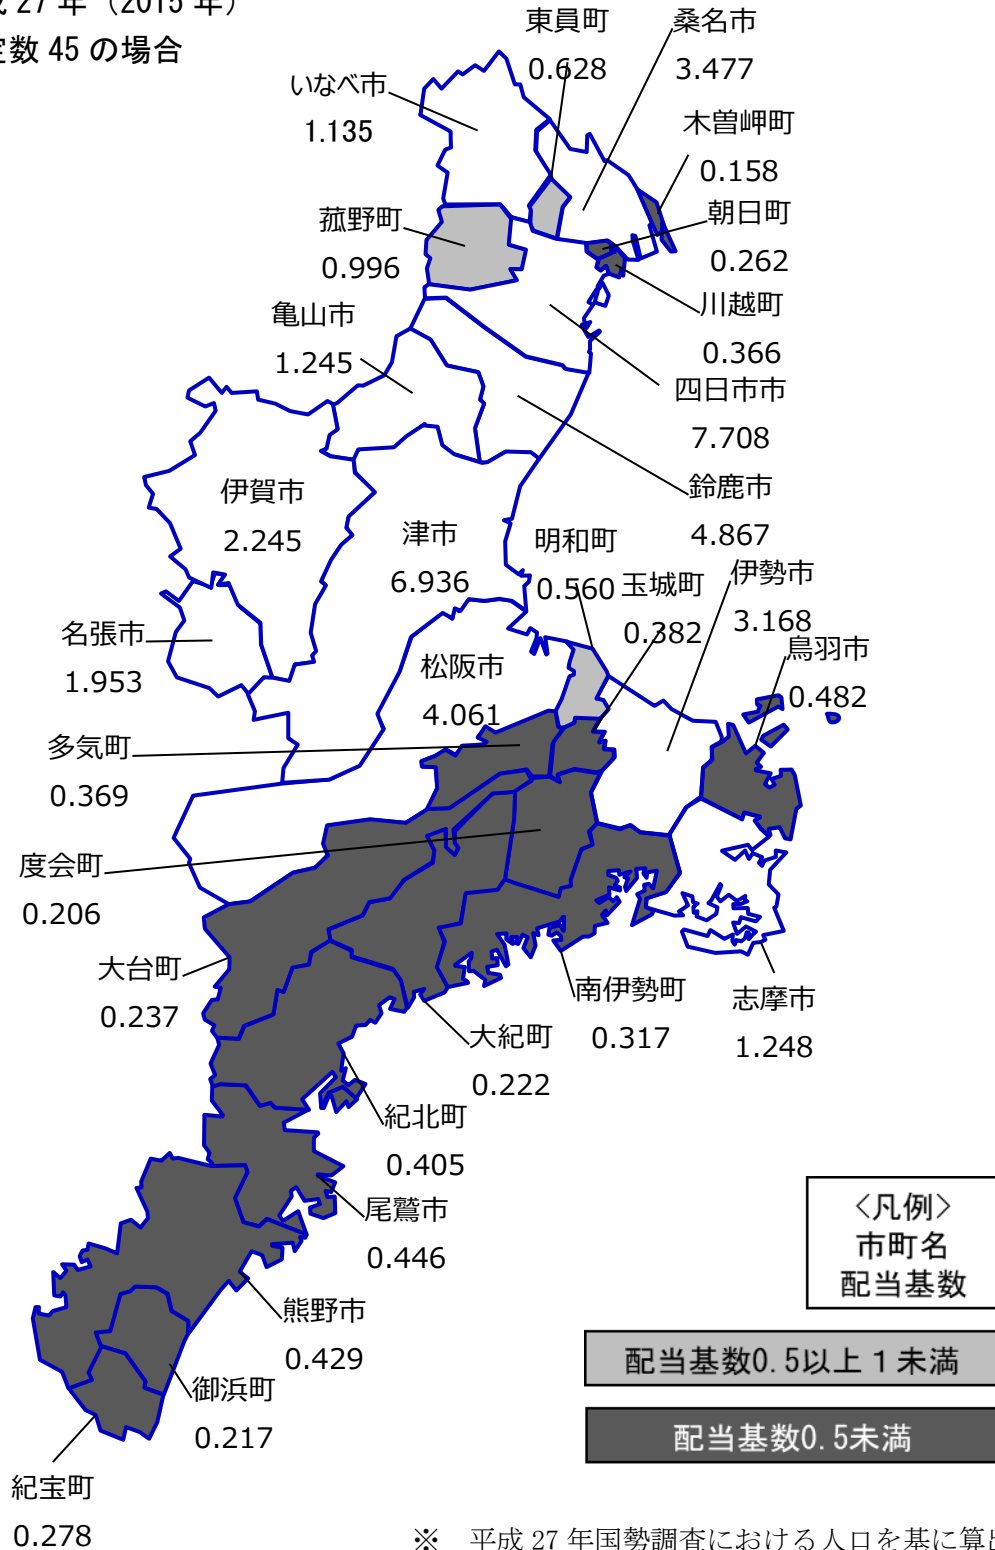 27 年（2015 年）
定数 45 の場合
東員町
0.628
桑名市
3.477
いなべ市
1.135
木曽岬町
0.158
菰野町
0.996
朝日町
0.262
亀山市
1.245
川越町
0.366
四日市市
7.708
伊賀市
2.245
鈴鹿市
4.867
津市
6.936
明和町
0.560
玉城町
0.382
伊勢市
3.168
名張市
1.953
松阪市
4.061
鳥羽市
0.482
多気町
0.369
度会町
0.206
大台町
0.237
南伊勢町
0.317
志摩市
1.248
大紀町
0.222
紀北町
0.405
尾鷲市
0.446
熊野市
0.429
御浜町
0.217
紀宝町
0.278
〈凡例〉
市町名
配当基数
配当基数0.5以上１未満
配当基数0.5未満
※　平成 27 年国勢調査における人口を基に算出